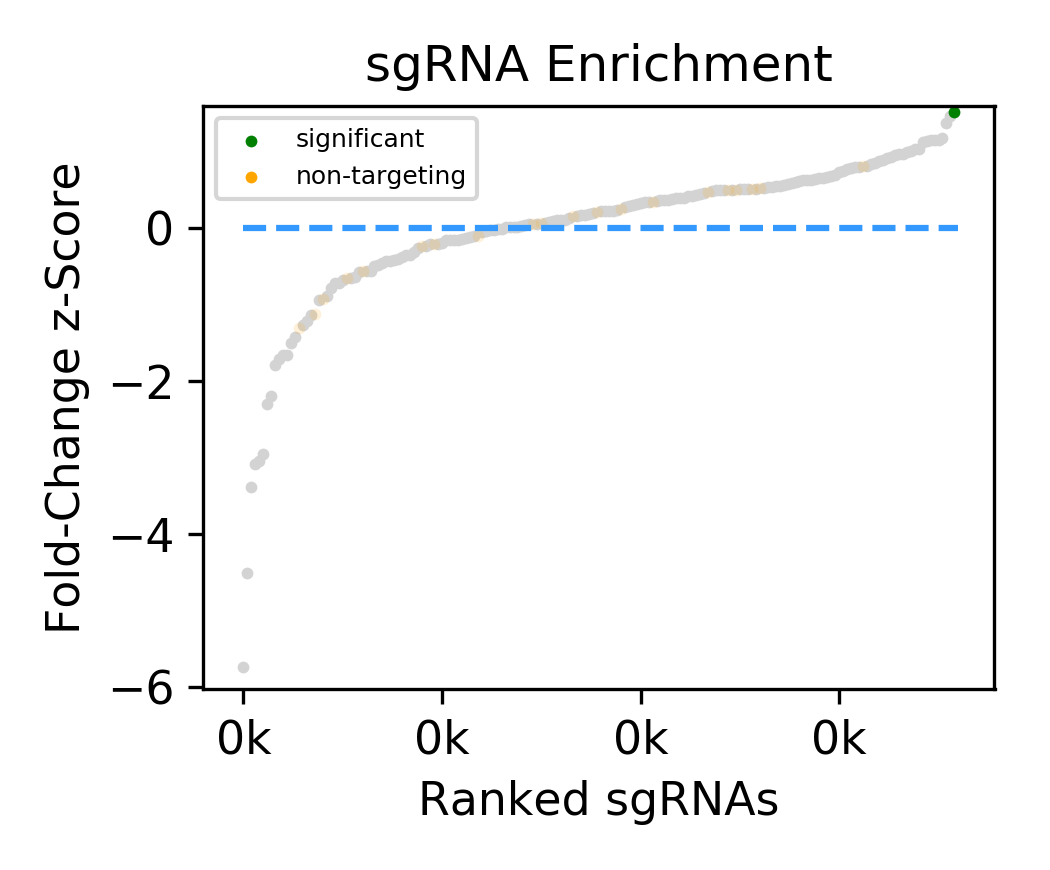 sgRNA Enrichment
significant
non-targeting
Fold-Change z-Score
0
−2
−4
−6
0k 0k 0k 0k
Ranked sgRNAs